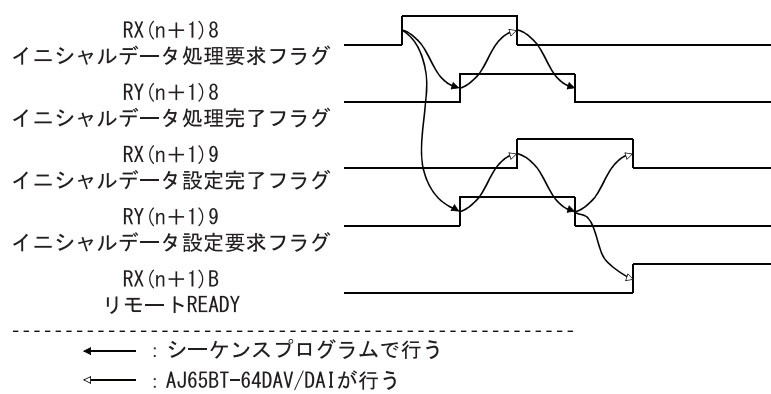 RX(n＋1)8
イニシャルデータ処理要求フラグ
RY(n＋1)8
イニシャルデータ処理完了フラグ
RX(n＋1)9
イニシャルデータ設定完了フラグ
RY(n＋1)9
イニシャルデータ設定要求フラグ
RX(n＋1)B
リモートREADY
：シーケンスプログラムで行う
：AJ65BT-64DAV/DAIが行う